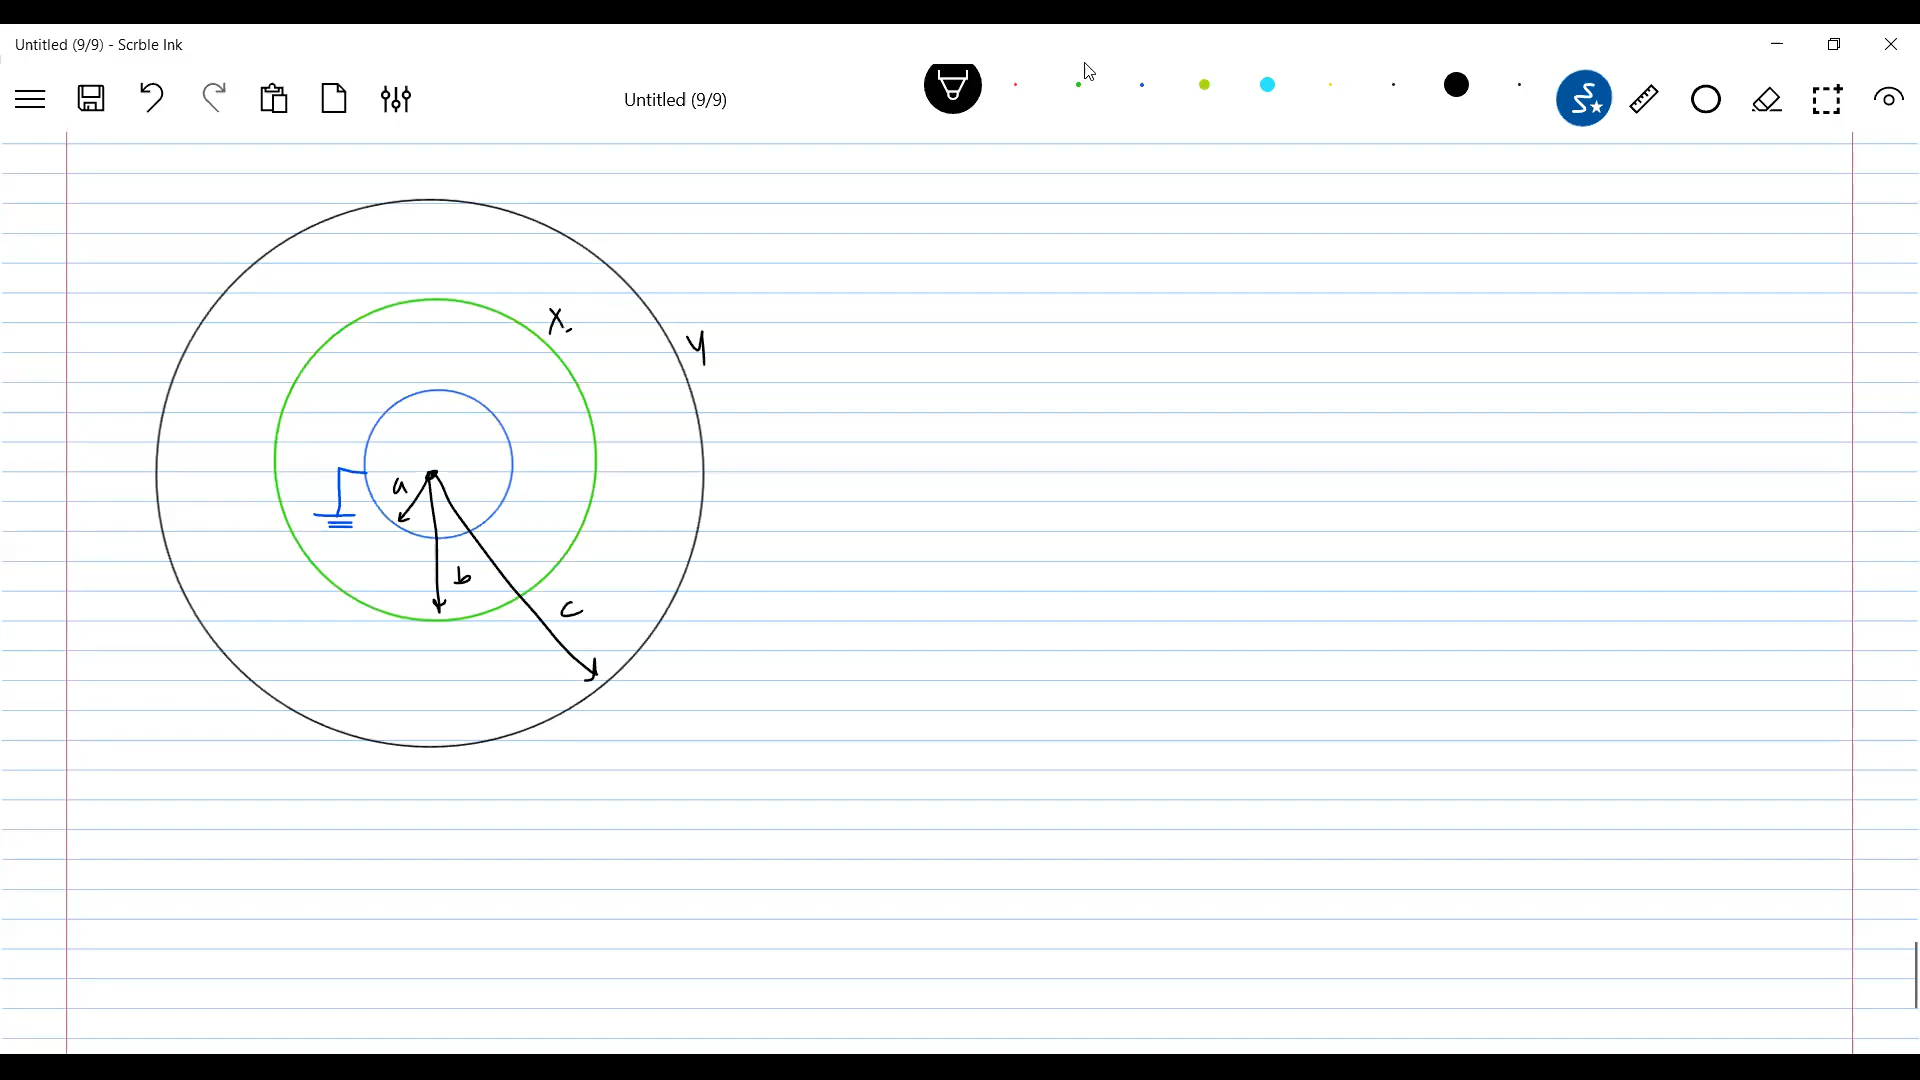 Untitled (9/9) - Scrble Ink
Untitled (9/9)
X.
y
a
b
c